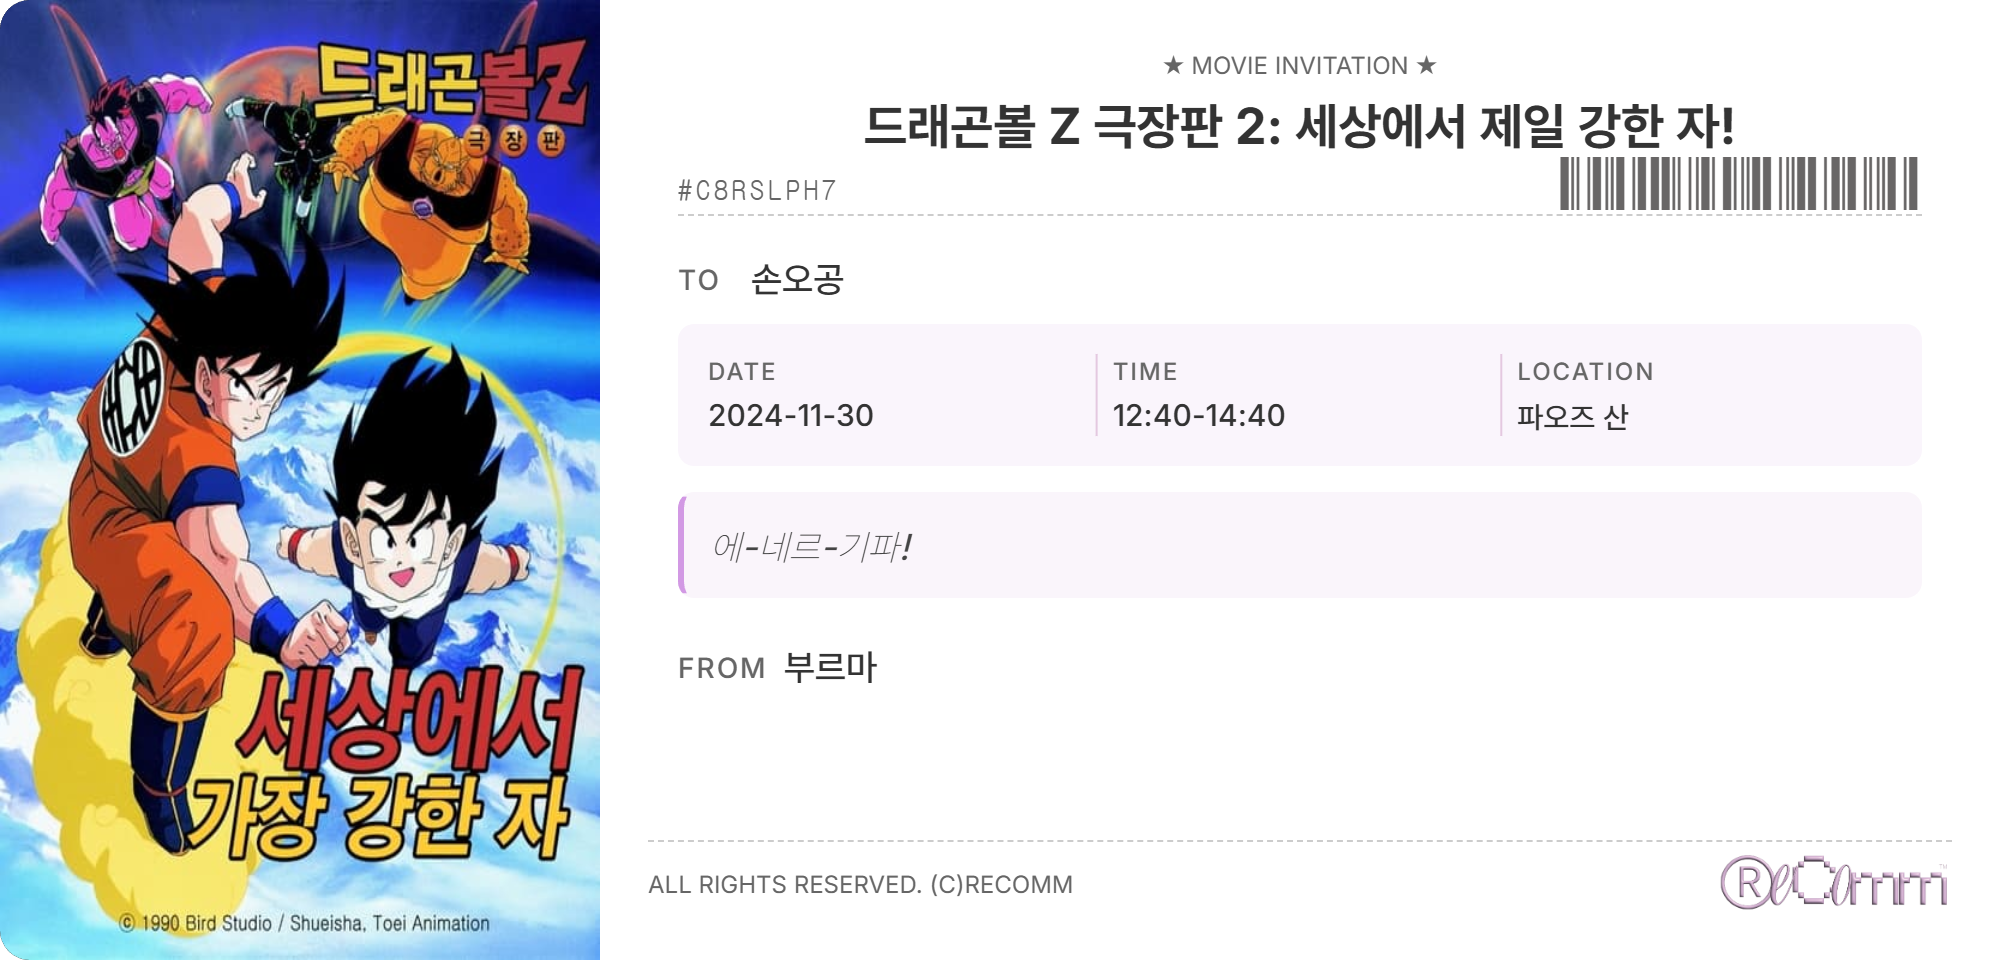 드래곤볼Z
극장판
세상에서
가장 강한 자
© 1990 Bird Studio / Shueisha, Toei Animation
★ MOVIE INVITATION ★
드래곤볼 Z 극장판 2: 세상에서 제일 강한 자!
#C8RSLPH7
TO 손오공
DATE
2024-11-30
TIME
12:40-14:40
LOCATION
파오즈 산
에-네르-기파!
FROM 부르마
ALL RIGHTS RESERVED. (C)RECOMM
ReComm™